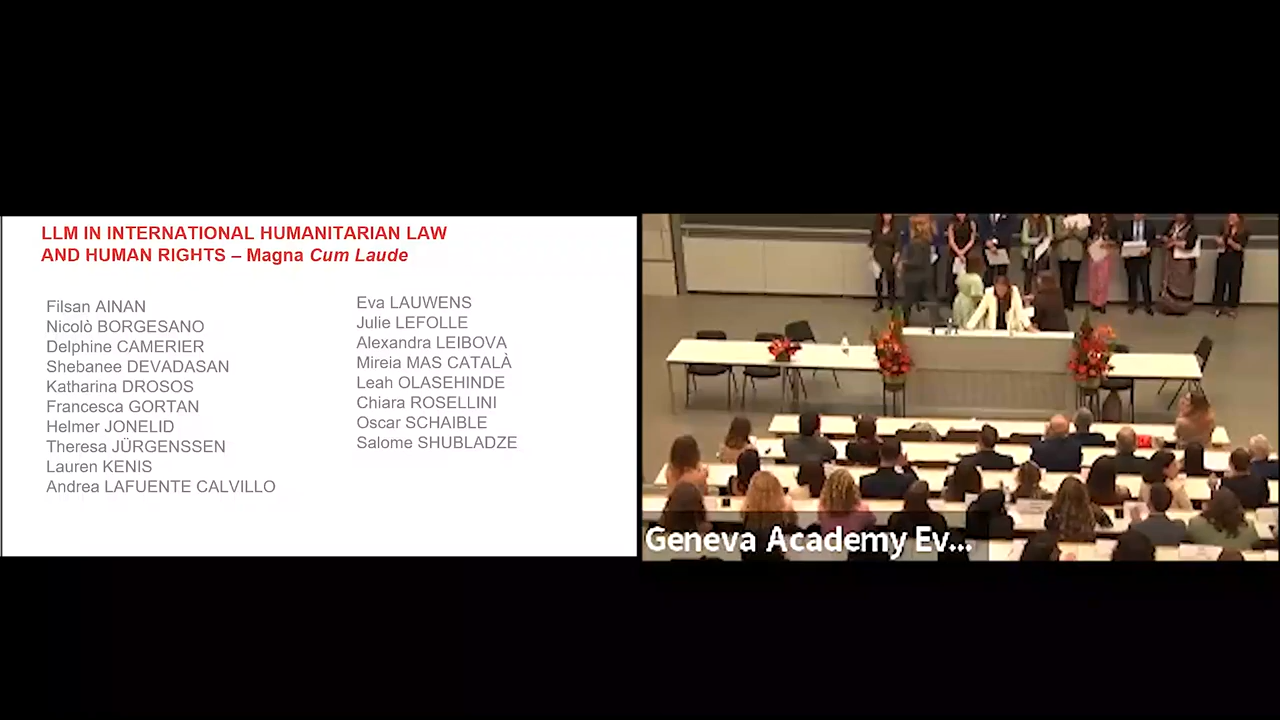 LLM IN INTERNATIONAL HUMANITARIAN LAW
AND HUMAN RIGHTS – Magna Cum Laude
Filsan AINAN
Nicolò BORGESANO
Delphine CAMERIER
Shebanee DEVADASAN
Katharina DROSOS
Francesca GORTAN
Helmer JONELID
Theresa JÜRGENSSEN
Lauren KENIS
Andrea LAFUENTE CALVILLO
Eva LAUWENS
Julie LEFOLLE
Alexandra LEIBOVA
Mireia MAS CATALÀ
Leah OLASEHINDE
Chiara ROSELLINI
Oscar SCHAIBLE
Salome SHUBLADZE
Geneva Academy Ev...